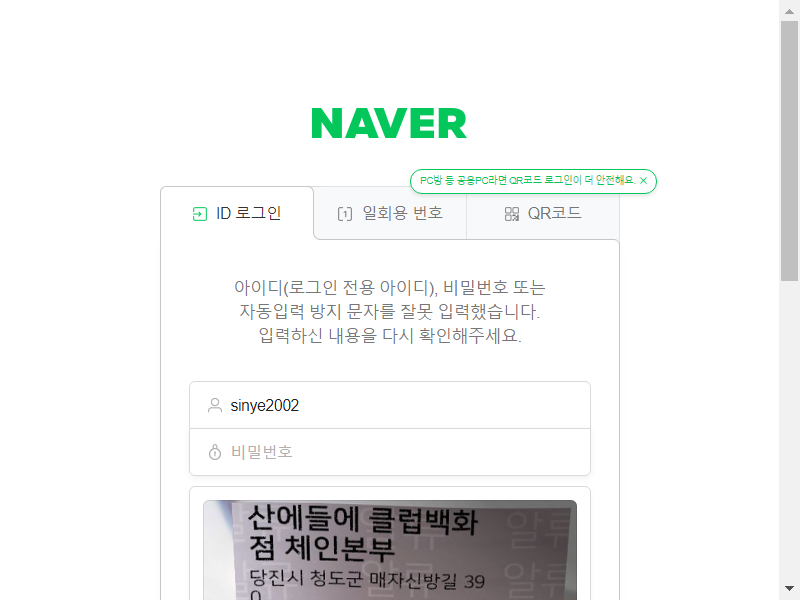 NAVER
PC방 등 공용PC라면 QR코드 로그인이 더 안전해요.
ID 로그인
일회용 번호
QR코드
아이디(로그인 전용 아이디), 비밀번호 또는
자동입력 방지 문자를 잘못 입력했습니다.
입력하신 내용을 다시 확인해주세요.
sinye2002
비밀번호
산에들에 클럽백화
점 체인본부
당진시 청도군 매자신방길 39